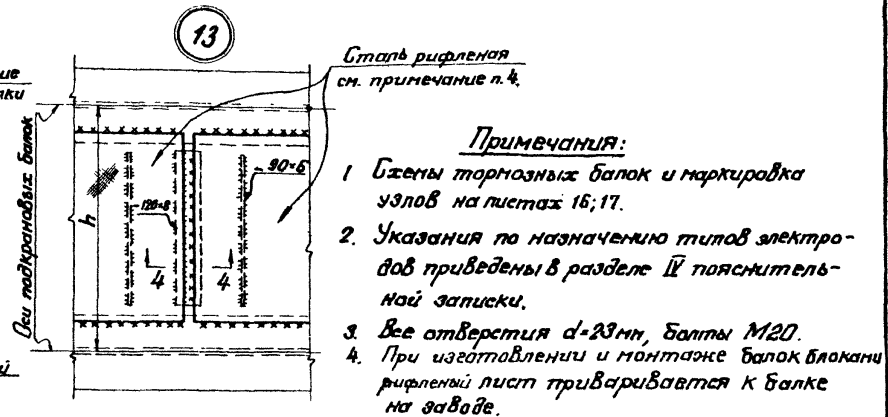 13
Сталь рифленая
см. примечание п. 4.
Оси подкрановых балок
h
120×8
90×6
4
4
Примечания:
1 Схемы тормозных балок и маркировка
узлов на листах 16; 17.
2. Указания по назначению типов электро-
дов приведены в разделе IV пояснитель-
ной записки.
3. Все отверстия d=23мм, болты М20.
4. При изготовлении и монтаже балок блоками
рифленый лист приваривается к балке
на заводе.